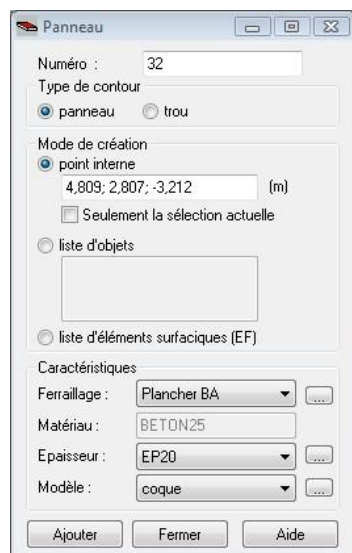 Panneau
Numéro : 32
Type de contour
panneau trou
Mode de création
point interne
4,809; 2,807; -3,212 (m)
Seulement la sélection actuelle
liste d'objets
liste d'éléments surfaciques (EF)
Caractéristiques
Ferraillage : Plancher BA ...
Matériau : BETON25
Epaisseur : EP20 ...
Modèle : coque ...
Ajouter Fermer Aide